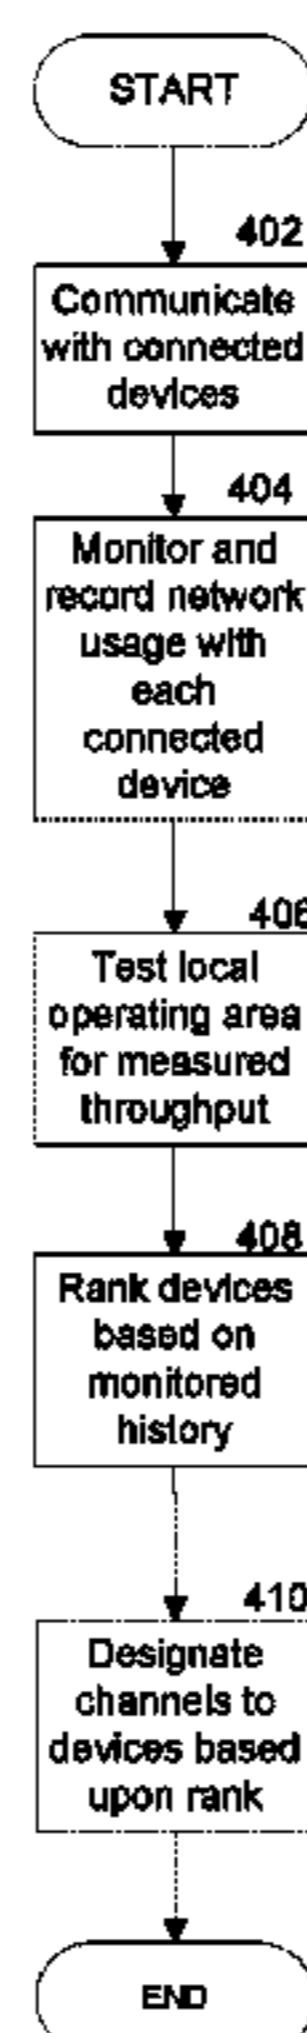 START
402
Communicate
with connected
devices
404
Monitor and
record network
usage with
each
connected
device
406
Test local
operating area
for measured
throughput
408
Rank devices
based on
monitored
history
410
Designate
channels to
devices based
upon rank
END